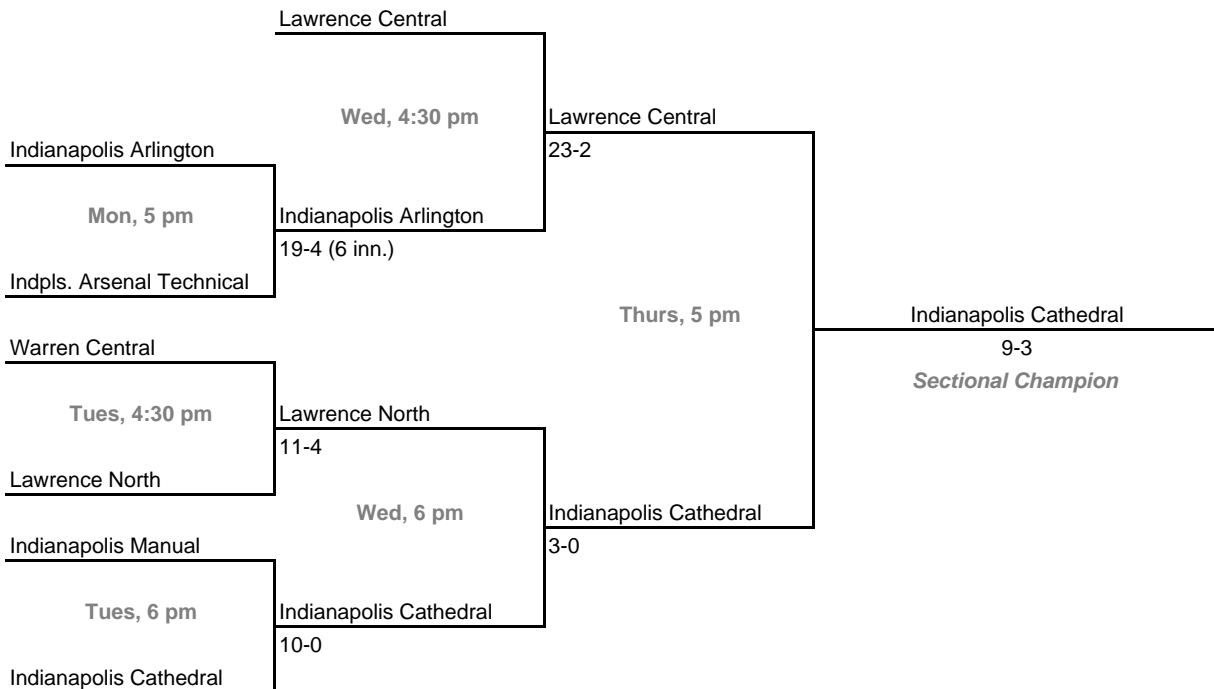 Lawrence Central
Wed, 4:30 pm
Lawrence Central
Indianapolis Arlington
23-2
Mon, 5 pm
Indianapolis Arlington
19-4 (6 inn.)
Indpls. Arsenal Technical
Thurs, 5 pm
Indianapolis Cathedral
Warren Central
9-3
Sectional Champion
Tues, 4:30 pm
Lawrence North
11-4
Lawrence North
Wed, 6 pm
Indianapolis Cathedral
Indianapolis Manual
3-0
Tues, 6 pm
Indianapolis Cathedral
10-0
Indianapolis Cathedral